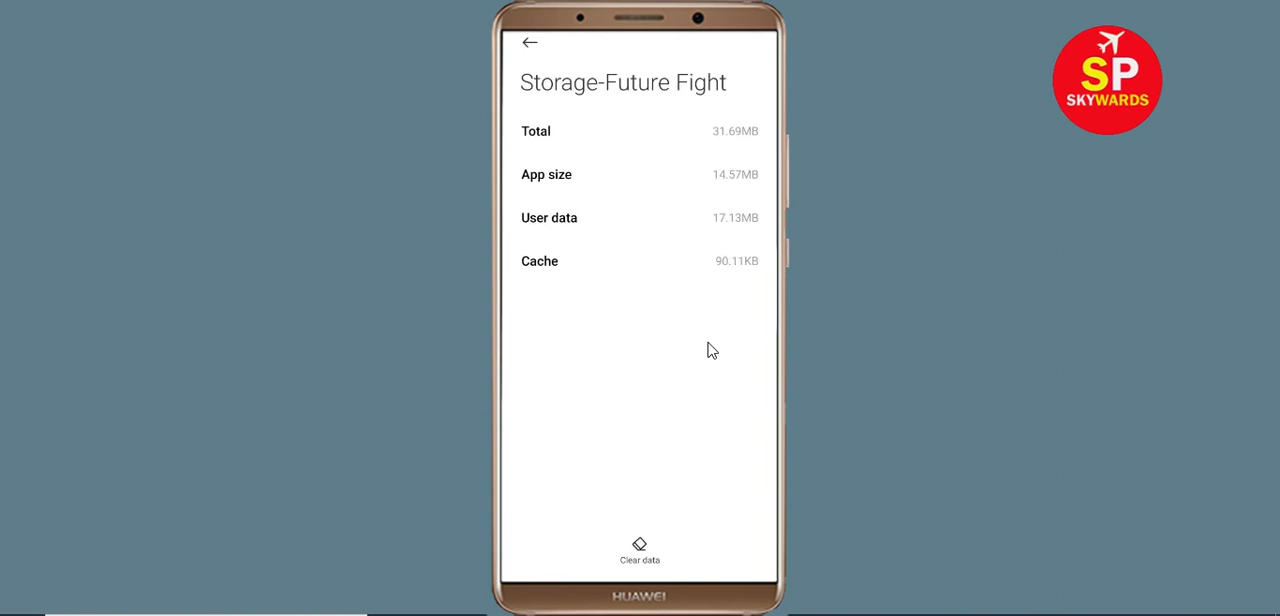 Storage-Future Fight
Total 31.69MB
App size 14.57MB
User data 17.13MB
Cache 90.11KB
Clear data
HUAWEI
SP
SKYWARDS